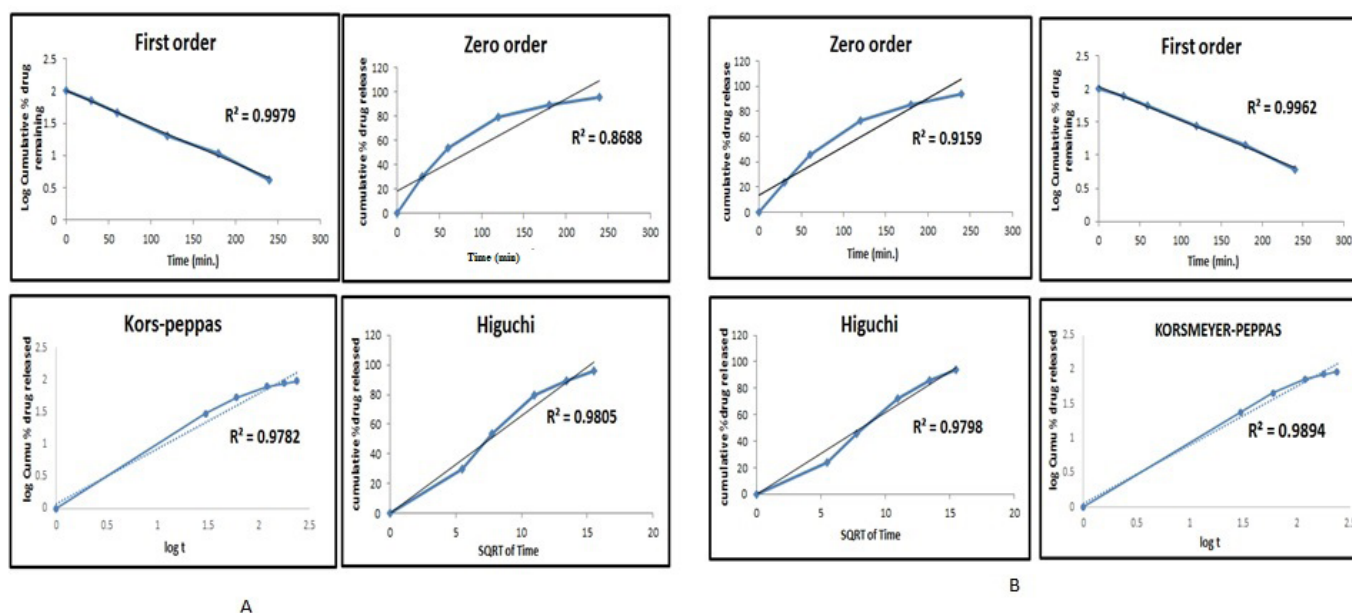 First order
Log Cumulative % drug
remaining
2.5
2
1.5
1
0.5
0
R² = 0.9979
0 50 100 150 200 250 300
Time (min.)
Zero order
cumulative % drug release
120
100
80
60
40
20
0
R² = 0.8688
0 50 100 150 200 250 300
Time (min)
Zero order
cumulative %drug release
120
100
80
60
40
20
0
R² = 0.9159
0 50 100 150 200 250 300
Time (min.)
First order
Log Cumulative % drug
remaining
2.5
2
1.5
1
0.5
0
R² = 0.9962
0 50 100 150 200 250 300
Time (min.)
Kors-peppas
log Cumu % drug released
2.5
2
1.5
1
0.5
0
R² = 0.9782
0 0.5 1 1.5 2 2.5
log t
Higuchi
cumulative %drug released
120
100
80
60
40
20
0
R² = 0.9805
0 5 10 15 20
SQRT of Time
Higuchi
cumulative %drug released
120
100
80
60
40
20
0
R² = 0.9798
0 5 10 15 20
SQRT of Time
KORSMEYER-PEPPAS
log Cumu % drug released
2.5
2
1.5
1
0.5
0
R² = 0.9894
0 0.5 1 1.5 2 2.5
log t
A
B